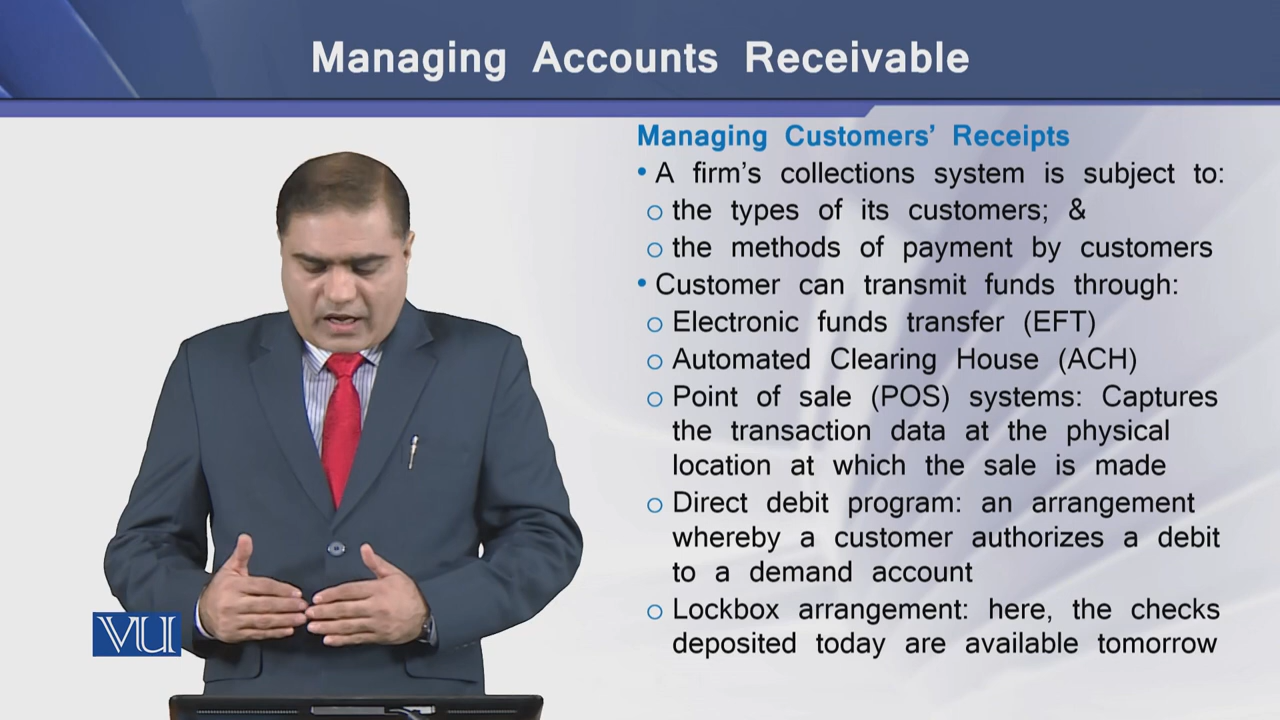 Managing Accounts Receivable
Managing Customers’ Receipts
• A firm’s collections system is subject to:
o the types of its customers; &
o the methods of payment by customers
• Customer can transmit funds through:
o Electronic funds transfer (EFT)
o Automated Clearing House (ACH)
o Point of sale (POS) systems: Captures
the transaction data at the physical
location at which the sale is made
o Direct debit program: an arrangement
whereby a customer authorizes a debit
to a demand account
o Lockbox arrangement: here, the checks
deposited today are available tomorrow
VU